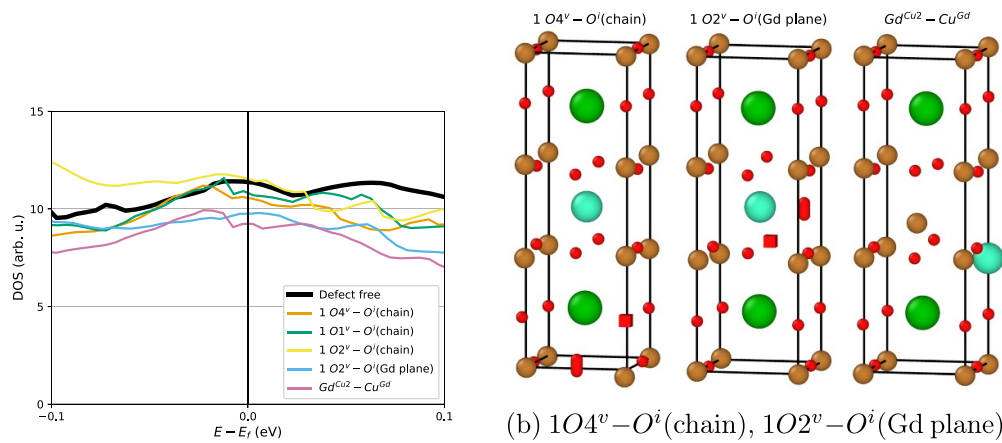 15
10
5
0
DOS (arb. u.)
−0.1
0.0
0.1
E − E_f (eV)
Defect free
1 O4^v − O^i(chain)
1 O1^v − O^i(chain)
1 O2^v − O^i(chain)
1 O2^v − O^i(Gd plane)
Gd^{Cu2} − Cu^{Gd}
1 O4^v − O^i(chain)
1 O2^v − O^i(Gd plane)
Gd^{Cu2} − Cu^{Gd}
(b) 1O4^v−O^i(chain), 1O2^v−O^i(Gd plane)